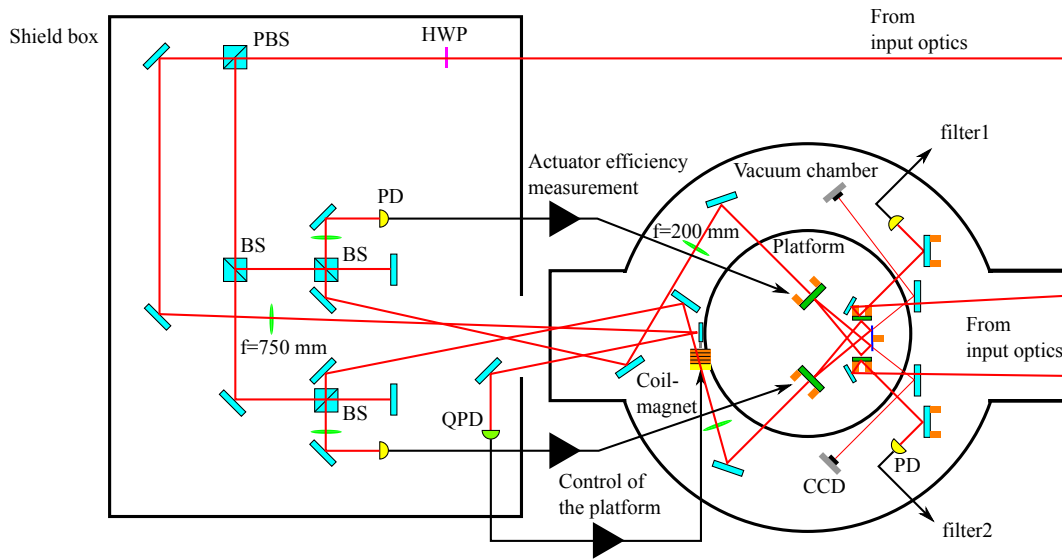 Shield box
PBS
HWP
From
input optics
filter1
Actuator efficiency
measurement
Vacuum chamber
PD
f=200 mm
Platform
BS
BS
f=750 mm
From
input optics
Coil-
magnet
BS
QPD
PD
CCD
Control of
the platform
filter2